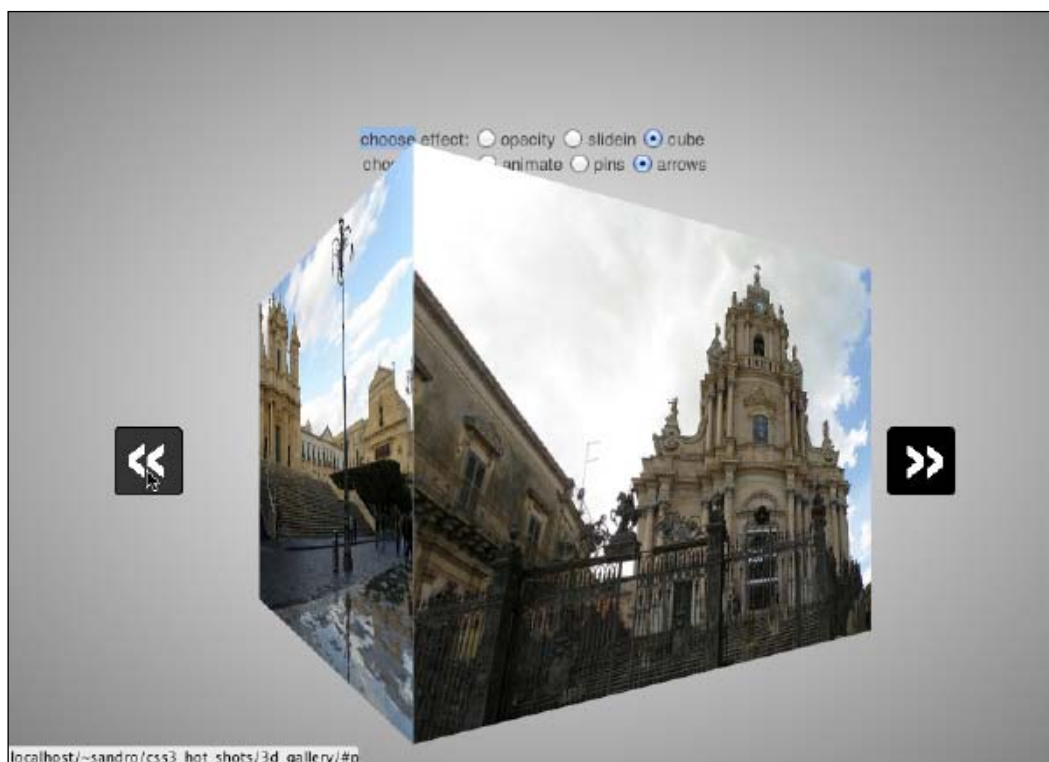 choose effect: opacity slidein cube
animate pins arrows
«
»
localhost/~sandro/css3_hot_shots/3d_gallery/#p